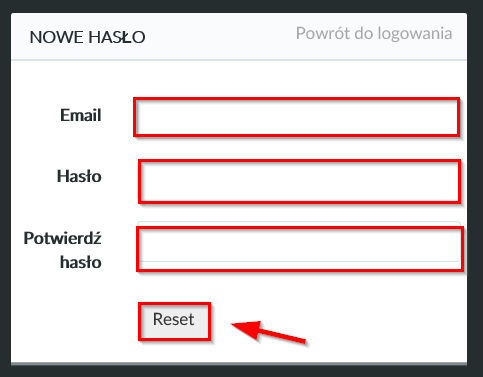 NOWE HASŁO
Powrót do logowania
Email
Hasło
Potwierdź
hasło
Reset